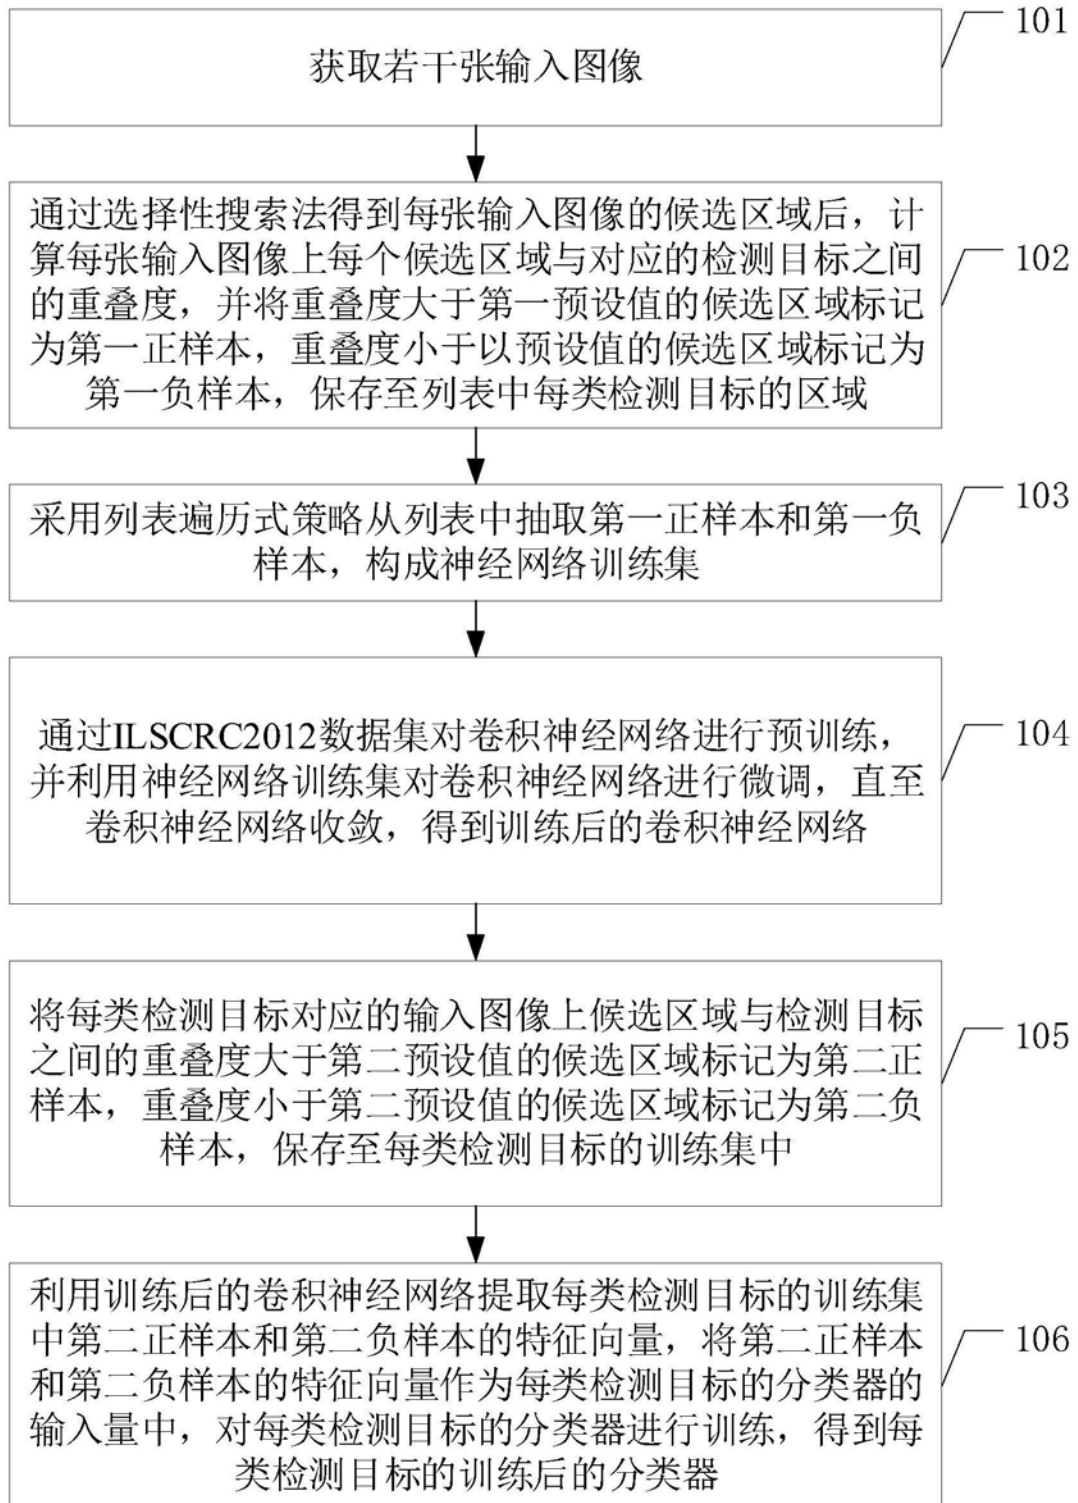 获取若干张输入图像
101
通过选择性搜索法得到每张输入图像的候选区域后，计
算每张输入图像上每个候选区域与对应的检测目标之间
的重叠度，并将重叠度大于第一预设值的候选区域标记
为第一正样本，重叠度小于以预设值的候选区域标记为
第一负样本，保存至列表中每类检测目标的区域
102
采用列表遍历式策略从列表中抽取第一正样本和第一负
样本，构成神经网络训练集
103
通过ILSCRC2012数据集对卷积神经网络进行预训练，
并利用神经网络训练集对卷积神经网络进行微调，直至
卷积神经网络收敛，得到训练后的卷积神经网络
104
将每类检测目标对应的输入图像上候选区域与检测目标
之间的重叠度大于第二预设值的候选区域标记为第二正
样本，重叠度小于第二预设值的候选区域标记为第二负
样本，保存至每类检测目标的训练集中
105
利用训练后的卷积神经网络提取每类检测目标的训练集
中第二正样本和第二负样本的特征向量，将第二正样本
和第二负样本的特征向量作为每类检测目标的分类器的
输入量中，对每类检测目标的分类器进行训练，得到每
类检测目标的训练后的分类器
106